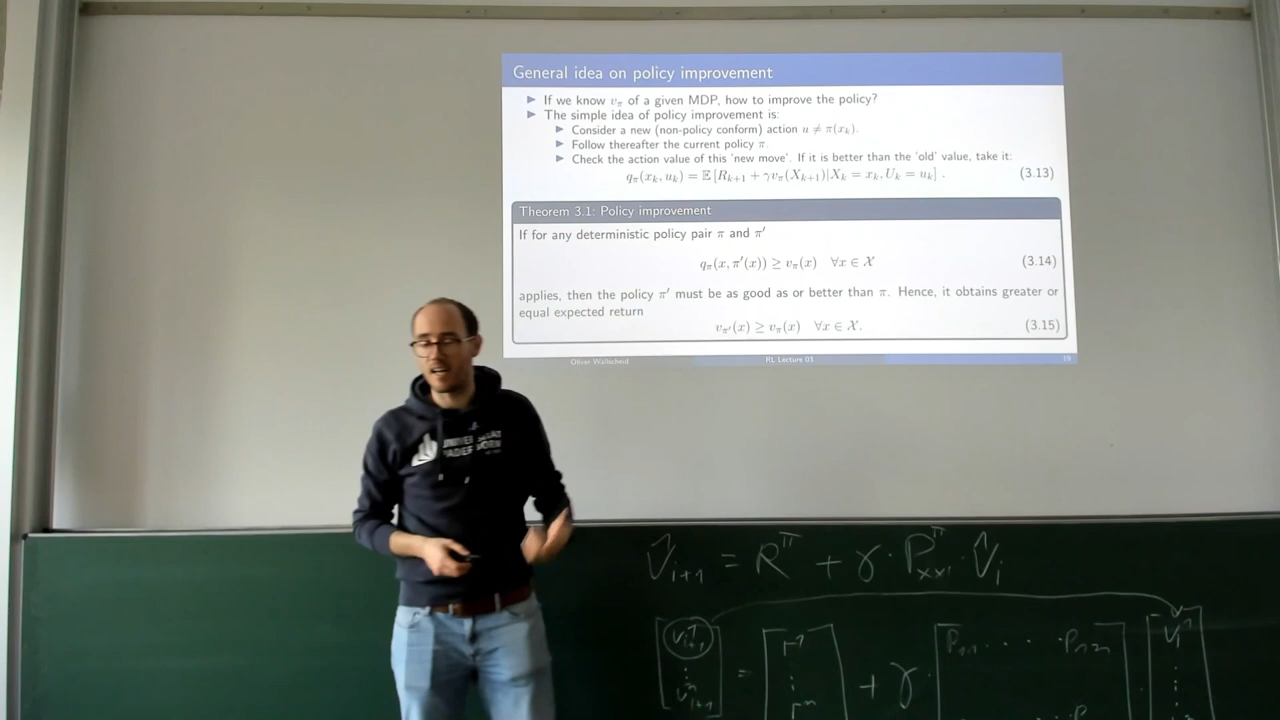 General idea on policy improvement
▶ If we know v_π of a given MDP, how to improve the policy?
▶ The simple idea of policy improvement is:
▶ Consider a new (non-policy conform) action u ≠ π(x_k).
▶ Follow thereafter the current policy π.
▶ Check the action value of this 'new move'. If it is better than the 'old' value, take it:
q_π(x_k, u_k) = 𝔼 [R_{k+1} + γv_π(X_{k+1})|X_k = x_k, U_k = u_k] . (3.13)
Theorem 3.1: Policy improvement
If for any deterministic policy pair π and π′
q_π(x, π′(x)) ≥ v_π(x) ∀x ∈ 𝒳 (3.14)
applies, then the policy π′ must be as good as or better than π. Hence, it obtains greater or
equal expected return
v_{π′}(x) ≥ v_π(x) ∀x ∈ 𝒳. (3.15)
Oliver Wallscheid RL Lecture 03 19
V̂_{i+1} = R^π + γ · P^π_{xx'} · V̂_i